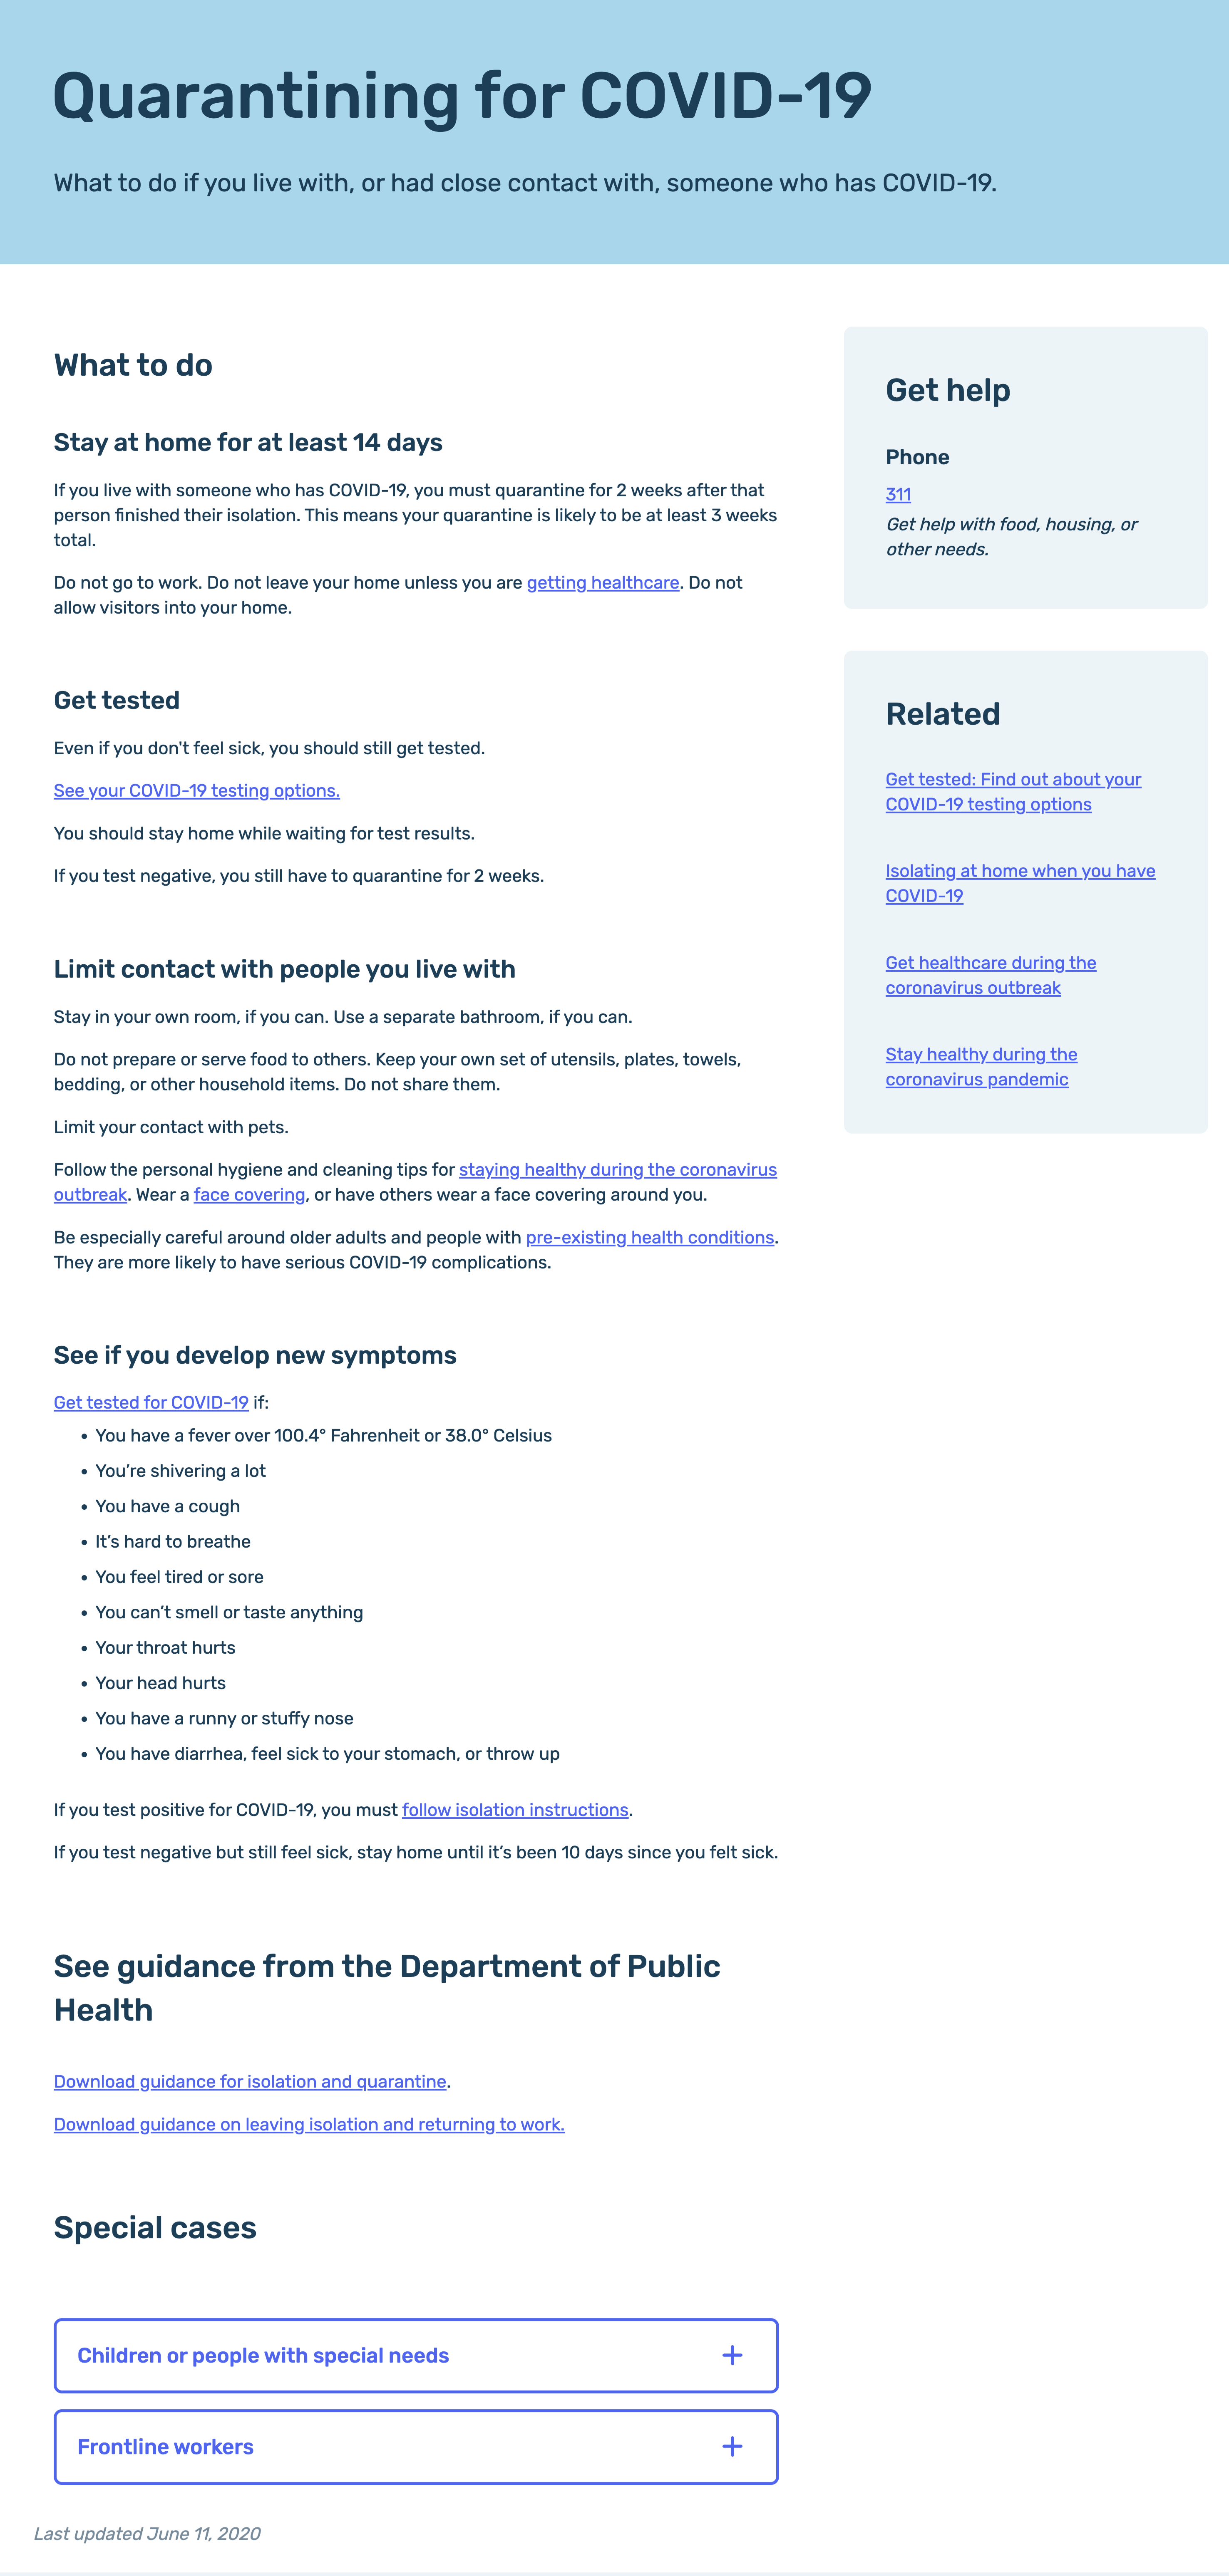 Quarantining for COVID-19
What to do if you live with, or had close contact with, someone who has COVID-19.
What to do
Stay at home for at least 14 days
If you live with someone who has COVID-19, you must quarantine for 2 weeks after that
person finished their isolation. This means your quarantine is likely to be at least 3 weeks
total.
Do not go to work. Do not leave your home unless you are getting healthcare. Do not
allow visitors into your home.
Get tested
Even if you don't feel sick, you should still get tested.
See your COVID-19 testing options.
You should stay home while waiting for test results.
If you test negative, you still have to quarantine for 2 weeks.
Limit contact with people you live with
Stay in your own room, if you can. Use a separate bathroom, if you can.
Do not prepare or serve food to others. Keep your own set of utensils, plates, towels,
bedding, or other household items. Do not share them.
Limit your contact with pets.
Follow the personal hygiene and cleaning tips for staying healthy during the coronavirus
outbreak. Wear a face covering, or have others wear a face covering around you.
Be especially careful around older adults and people with pre-existing health conditions.
They are more likely to have serious COVID-19 complications.
See if you develop new symptoms
Get tested for COVID-19 if:
• You have a fever over 100.4° Fahrenheit or 38.0° Celsius
• You’re shivering a lot
• You have a cough
• It’s hard to breathe
• You feel tired or sore
• You can’t smell or taste anything
• Your throat hurts
• Your head hurts
• You have a runny or stuffy nose
• You have diarrhea, feel sick to your stomach, or throw up
If you test positive for COVID-19, you must follow isolation instructions.
If you test negative but still feel sick, stay home until it’s been 10 days since you felt sick.
See guidance from the Department of Public
Health
Download guidance for isolation and quarantine.
Download guidance on leaving isolation and returning to work.
Special cases
Children or people with special needs
Frontline workers
Last updated June 11, 2020
Get help
Phone
311
Get help with food, housing, or
other needs.
Related
Get tested: Find out about your
COVID-19 testing options
Isolating at home when you have
COVID-19
Get healthcare during the
coronavirus outbreak
Stay healthy during the
coronavirus pandemic